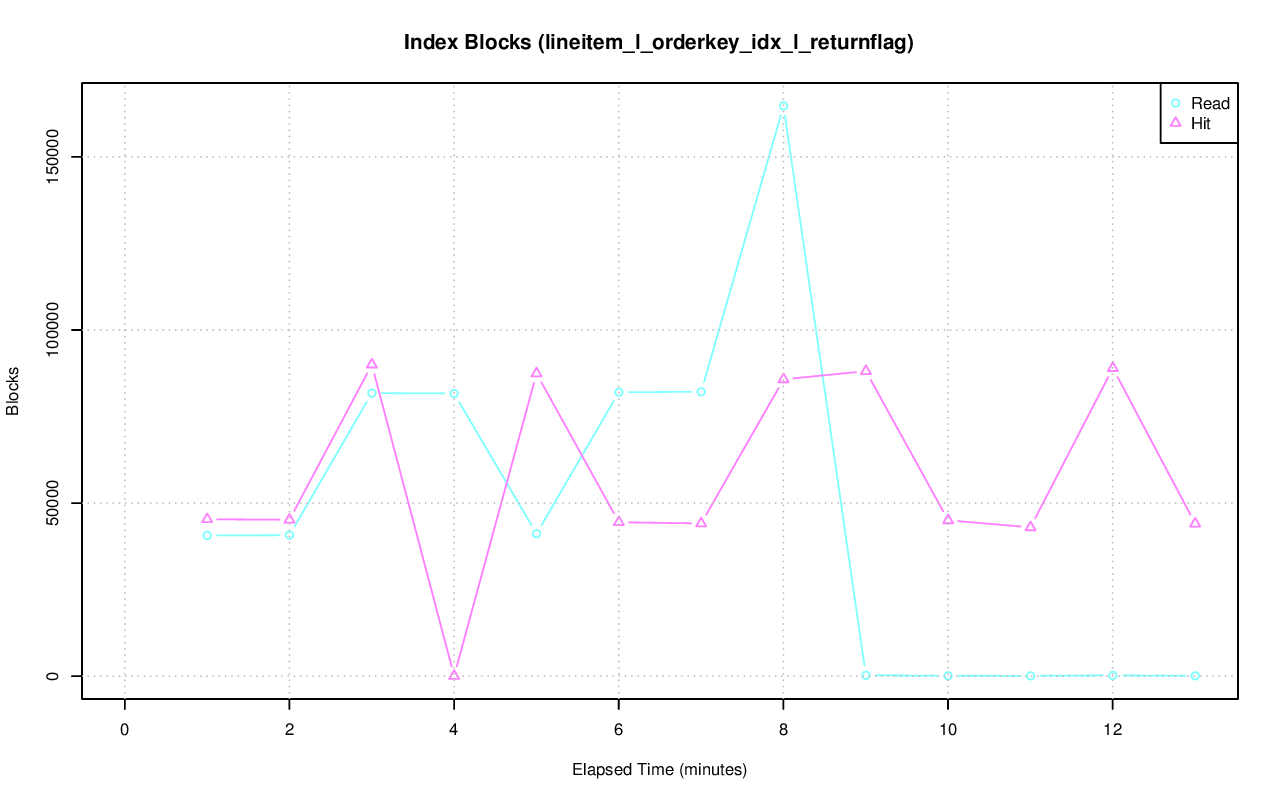 Index Blocks (lineitem_l_orderkey_idx_l_returnflag)
Read
Hit
Blocks
150000
100000
50000
0
0 2 4 6 8 10 12
Elapsed Time (minutes)